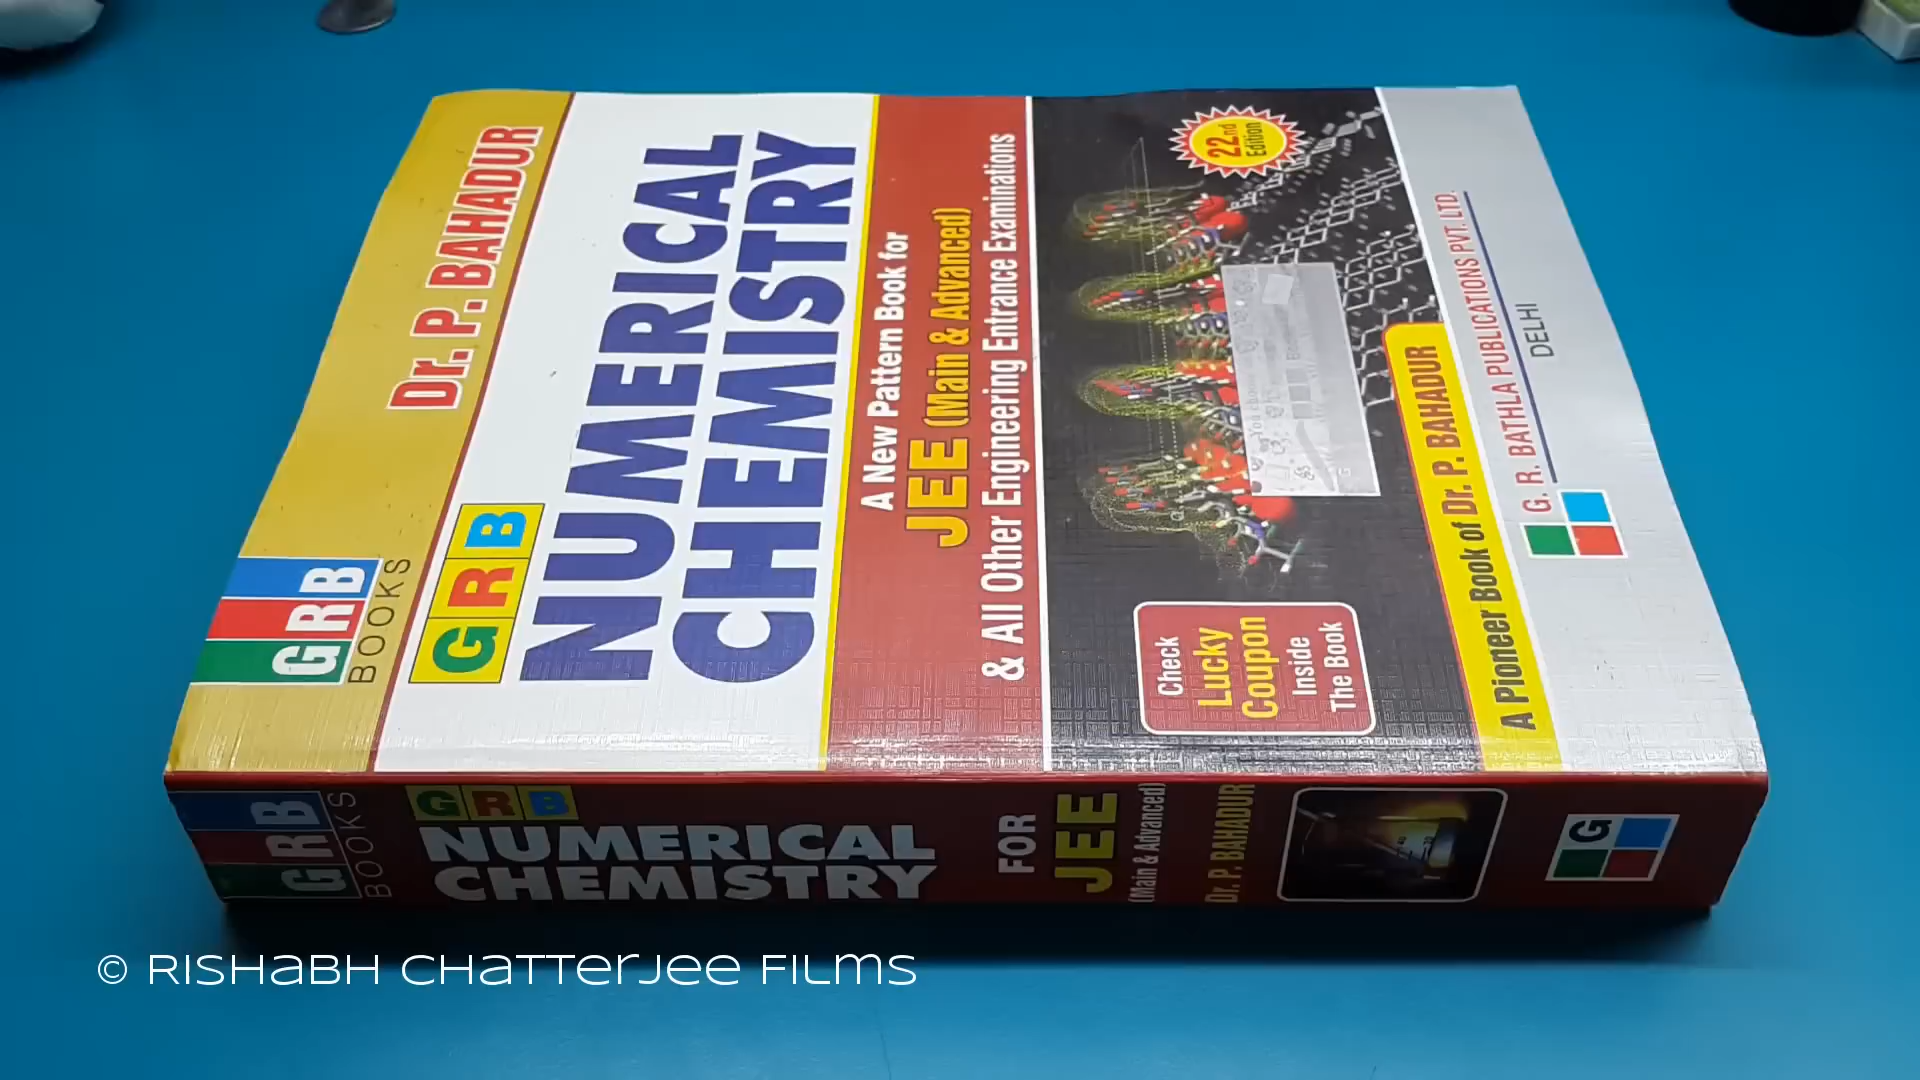 Dr. P. BAHADUR
GRB
BOOKS
GRB
NUMERICAL
CHEMISTRY
A New Pattern Book for
JEE (Main & Advanced)
& All Other Engineering Entrance Examinations
22nd
Edition
Check
Lucky
Coupon
Inside
The Book
A Pioneer Book of Dr. P. BAHADUR
G. R. BATHLA PUBLICATIONS PVT. LTD.
DELHI
GRB
BOOKS
GRB
NUMERICAL
CHEMISTRY
FOR
JEE
(Main & Advanced)
Dr. P. BAHADUR
G
© RISHABH CHATTERJEE FILMS